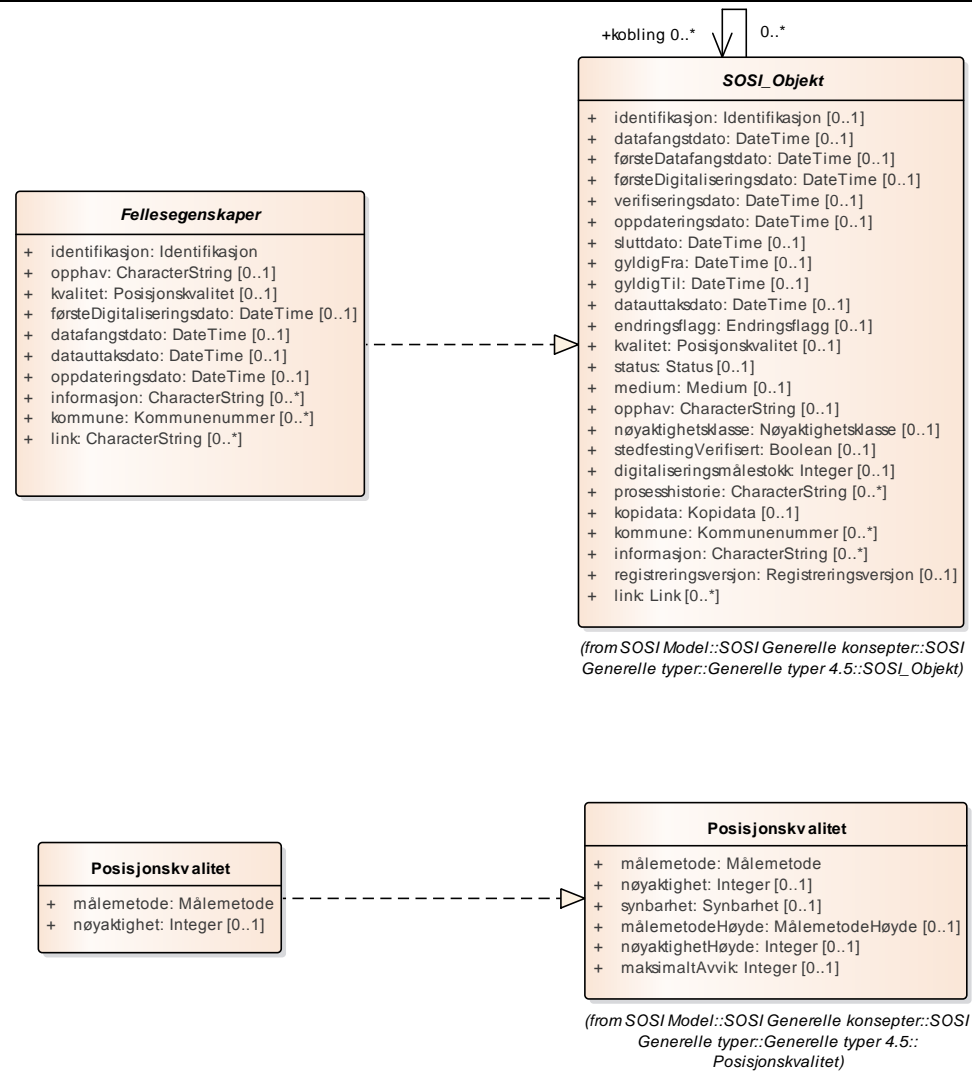 +kobling 0..*
0..*
SOSI_Objekt
+ identifikasjon: Identifikasjon [0..1]
+ datafangstdato: DateTime [0..1]
+ førsteDatafangstdato: DateTime [0..1]
+ førsteDigitaliseringsdato: DateTime [0..1]
+ verifiseringsdato: DateTime [0..1]
+ oppdateringsdato: DateTime [0..1]
+ sluttdato: DateTime [0..1]
+ gyldigFra: DateTime [0..1]
+ gyldigTil: DateTime [0..1]
+ datauttaksdato: DateTime [0..1]
+ endringsflagg: Endringsflagg [0..1]
+ kvalitet: Posisjonskvalitet [0..1]
+ status: Status [0..1]
+ medium: Medium [0..1]
+ opphav: CharacterString [0..1]
+ nøyaktighetsklasse: Nøyaktighetsklasse [0..1]
+ stedfestingVerifisert: Boolean [0..1]
+ digitaliseringsmålestokk: Integer [0..1]
+ prosesshistorie: CharacterString [0..*]
+ kopidata: Kopidata [0..1]
+ kommune: Kommunenummer [0..*]
+ informasjon: CharacterString [0..*]
+ registreringsversjon: Registreringsversjon [0..1]
+ link: Link [0..*]
(from SOSI Model::SOSI Generelle konsepter::SOSI
Generelle typer::Generelle typer 4.5::SOSI_Objekt)
Fellesegenskaper
+ identifikasjon: Identifikasjon
+ opphav: CharacterString [0..1]
+ kvalitet: Posisjonskvalitet [0..1]
+ førsteDigitaliseringsdato: DateTime [0..1]
+ datafangstdato: DateTime [0..1]
+ datauttaksdato: DateTime [0..1]
+ oppdateringsdato: DateTime [0..1]
+ informasjon: CharacterString [0..*]
+ kommune: Kommunenummer [0..*]
+ link: CharacterString [0..*]
Posisjonskvalitet
+ målemetode: Målemetode
+ nøyaktighet: Integer [0..1]
Posisjonskvalitet
+ målemetode: Målemetode
+ nøyaktighet: Integer [0..1]
+ synbarhet: Synbarhet [0..1]
+ målemetodeHøyde: MålemetodeHøyde [0..1]
+ nøyaktighetHøyde: Integer [0..1]
+ maksimaltAvvik: Integer [0..1]
(from SOSI Model::SOSI Generelle konsepter::SOSI
Generelle typer::Generelle typer 4.5::
Posisjonskvalitet)